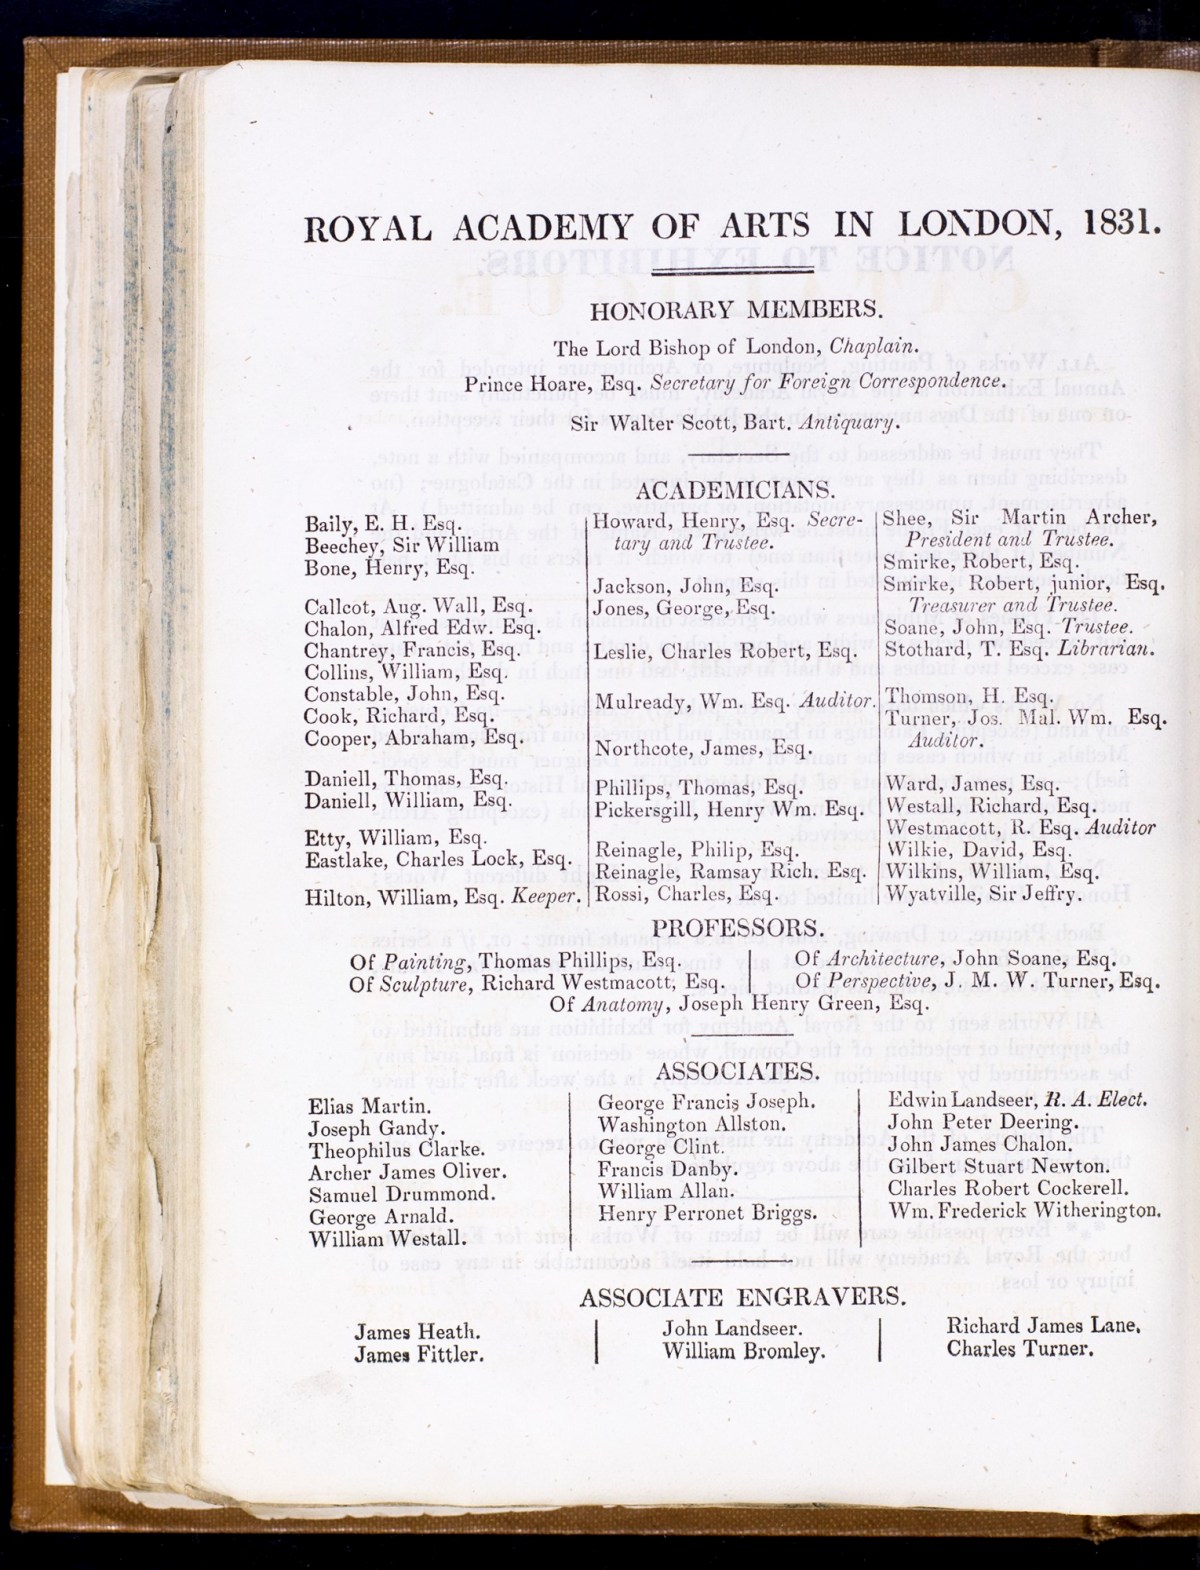 ROYAL ACADEMY OF ARTS IN LONDON, 1831.
HONORARY MEMBERS.
The Lord Bishop of London, Chaplain.
Prince Hoare, Esq. Secretary for Foreign Correspondence.
Sir Walter Scott, Bart, Antiquary.
ACADEMICIANS.
Baily, E. H. Esq.
Beechey, Sir William
Bone, Henry, Esq.
Callcot, Aug. Wall, Esq.
Chalon, Alfred Edw. Esq.
Chantrey, Francis, Esq.
Collins, William, Esq.
Constable, John, Esq.
Cook, Richard, Esq.
Cooper, Abraham, Esq.
Daniell, Thomas, Esq.
Daniell, William, Esq.
Etty, William, Esq.
Eastlake, Charles Lock, Esq.
Hilton, William, Esq. Keeper.
Howard, Henry, Esq. Secre-
tary and Trustee.
Jackson, John, Esq.
Jones, George, Esq.
Leslie, Charles Robert, Esq.
Mulready, Wm. Esq. Auditor.
Northcote, James, Esq.
Phillips, Thomas, Esq.
Pickersgill, Henry Wm. Esq.
Reinagle, Philip, Esq.
Reinagle, Ramsay Rich. Esq.
Rossi, Charles, Esq.
Shee, Sir Martin Archer,
President and Trustee.
Smirke, Robert, Esq.
Smirke, Robert, junior. Esq.
Treasurer and Trustee.
Soane, John, Esq. Trustee.
Stothard, T. Esq. Librarian.
Thomson, H. Esq.
Turner, Jos. Mal. Wm. Esq.
Auditor.
Ward, James, Esq.
Westall, Richard, Esq.
Westmacott, R. Esq. Auditor
Wilkie, David, Esq.
Wilkins, William, Esq.
Wyatville, Sir Jeffry.
PROFESSORS.
Of Painting, Thomas Phillips, Esq.
Of Sculpture, Richard Westmacott, Esq.
Of Architecture, John Soane, Esq.
Of Perspective, J. M. W. Turner, Esq.
Of Anatomy, Joseph Henry Green, Esq.
ASSOCIATES.
Elias Martin.
Joseph Gandy.
Theophilus Clarke.
Archer James Oliver.
Samuel Drummond.
George Arnald.
William Westall.
George Francis Joseph.
Washington Allston.
George Clint.
Francis Danby.
William Allan.
Henry Perronet Briggs.
Edwin Landseer, R. A. Elect.
John Peter Deering.
John James Chalon.
Gilbert Stuart Newton.
Charles Robert Cockerell.
Wm. Frederick Witherington.
ASSOCIATE ENGRAVERS.
James Heath.
James Fittler.
John Landseer.
William Bromley.
Richard James Lane.
Charles Turner.